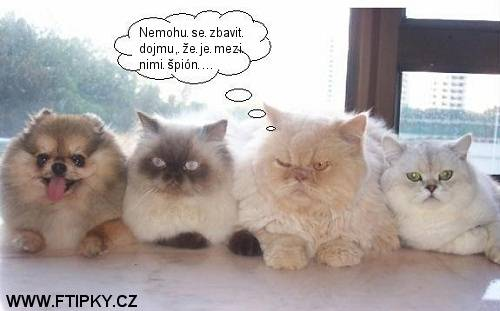 Nemohu. se. zbavit.
dojmu,. že. je. mezi.
nimi. špión. ...
WWW.FTIPKY.CZ